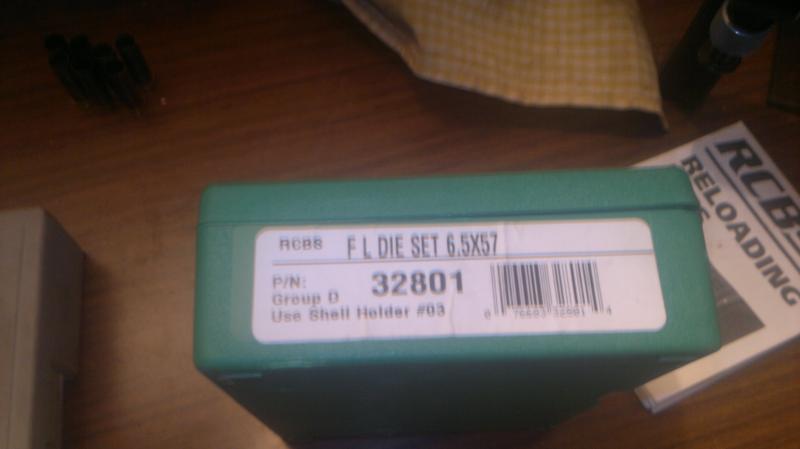 RCBS F L DIE SET 6.5X57
P/N: 32801
Group D
Use Shell Holder #03
RCBS
RELOADING